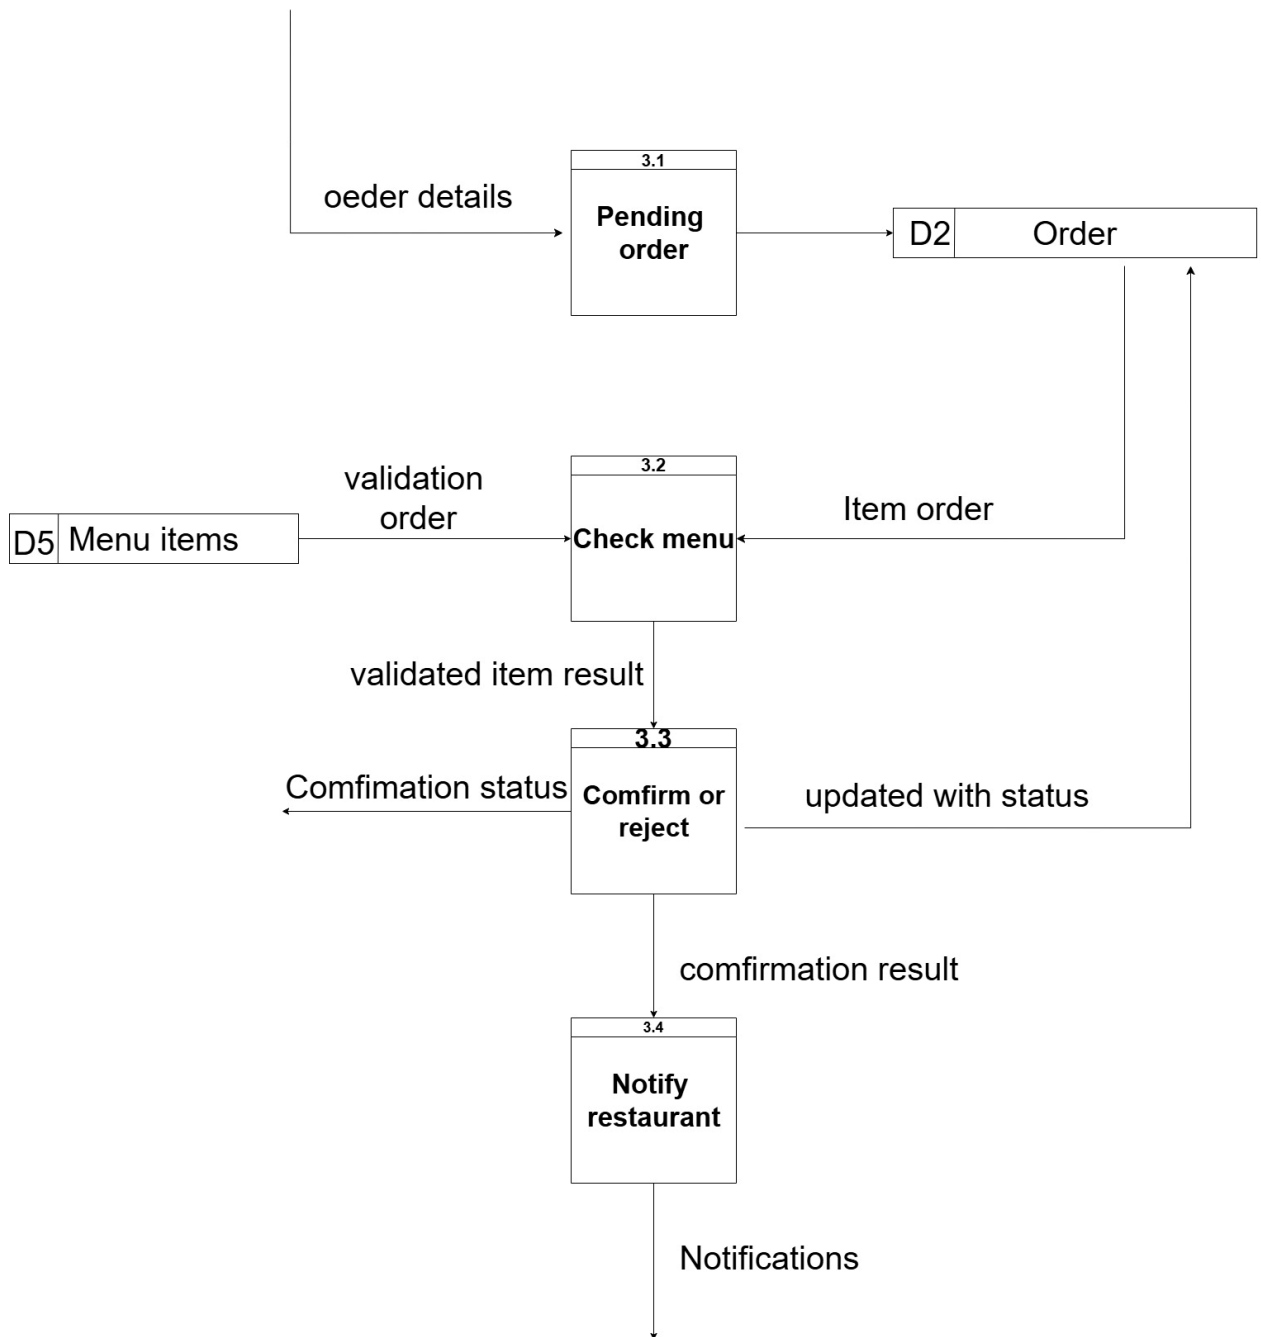 3.1
oeder details
Pending
order
D2 Order
3.2
validation
order
Item order
D5 Menu items
Check menu
validated item result
3.3
Comfimation status
Comfirm or
reject
updated with status
comfirmation result
3.4
Notify
restaurant
Notifications